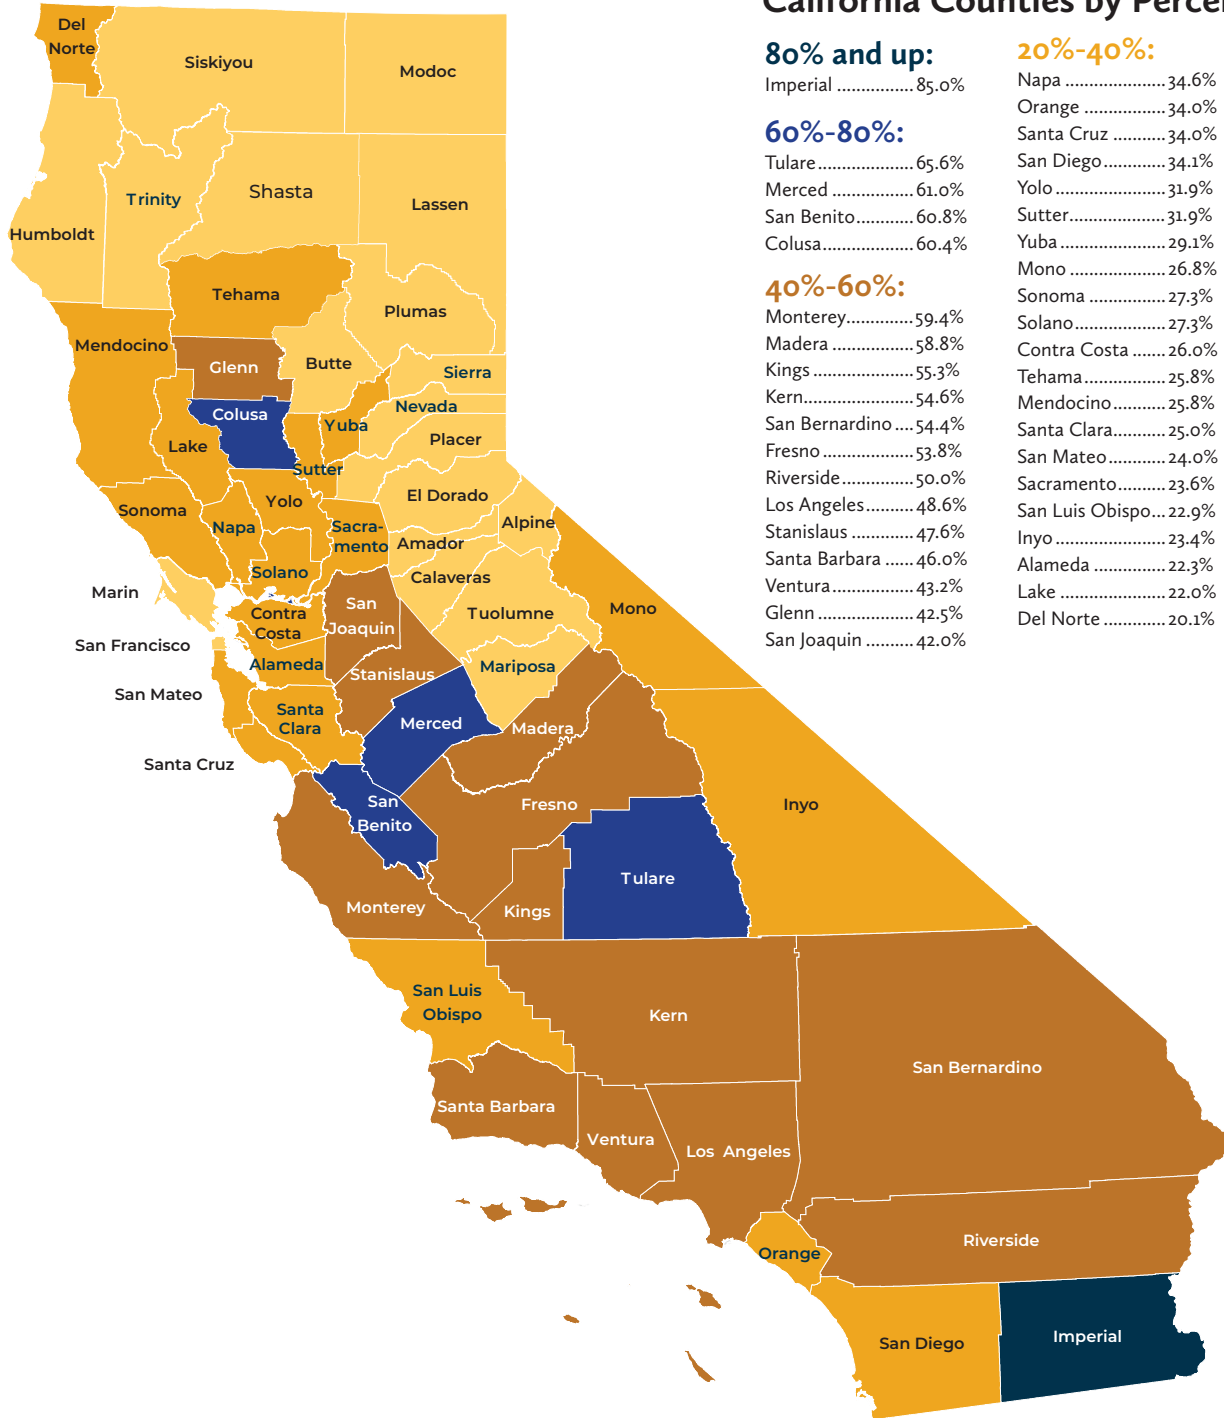 California Counties by Percen
80% and up:
Imperial ............... 85.0%
60%-80%:
Tulare................... 65.6%
Merced ................ 61.0%
San Benito........... 60.8%
Colusa.................. 60.4%
40%-60%:
Monterey............. 59.4%
Madera ............... 58.8%
Kings ................... 55.3%
Kern..................... 54.6%
San Bernardino ... 54.4%
Fresno ................. 53.8%
Riverside.............. 50.0%
Los Angeles......... 48.6%
Stanislaus ........... 47.6%
Santa Barbara ..... 46.0%
Ventura................ 43.2%
Glenn .................. 42.5%
San Joaquin ......... 42.0%
20%-40%:
Napa ................... 34.6%
Orange ................ 34.0%
Santa Cruz .......... 34.0%
San Diego............ 34.1%
Yolo ..................... 31.9%
Sutter................... 31.9%
Yuba .................... 29.1%
Mono .................. 26.8%
Sonoma .............. 27.3%
Solano................. 27.3%
Contra Costa ...... 26.0%
Tehama............... 25.8%
Mendocino.......... 25.8%
Santa Clara.......... 25.0%
San Mateo........... 24.0%
Sacramento......... 23.6%
San Luis Obispo... 22.9%
Inyo ..................... 23.4%
Alameda .............. 22.3%
Lake .................... 22.0%
Del Norte ............ 20.1%
Del
Norte
Siskiyou
Modoc
Trinity
Shasta
Lassen
Humboldt
Tehama
Plumas
Mendocino
Glenn
Butte
Sierra
Colusa
Nevada
Yuba
Placer
Lake
Sutter
El Dorado
Yolo
Sonoma
Napa
Sacra-
mento
Alpine
Amador
Solano
Calaveras
Marin
San
Joaquin
Contra
Costa
Tuolumne
Mono
San Francisco
Alameda
Mariposa
Stanislaus
San Mateo
Santa
Clara
Merced
Madera
Santa Cruz
San
Benito
Fresno
Inyo
Tulare
Monterey
Kings
San Luis
Obispo
Kern
San Bernardino
Santa Barbara
Ventura
Los Angeles
Riverside
Orange
San Diego
Imperial